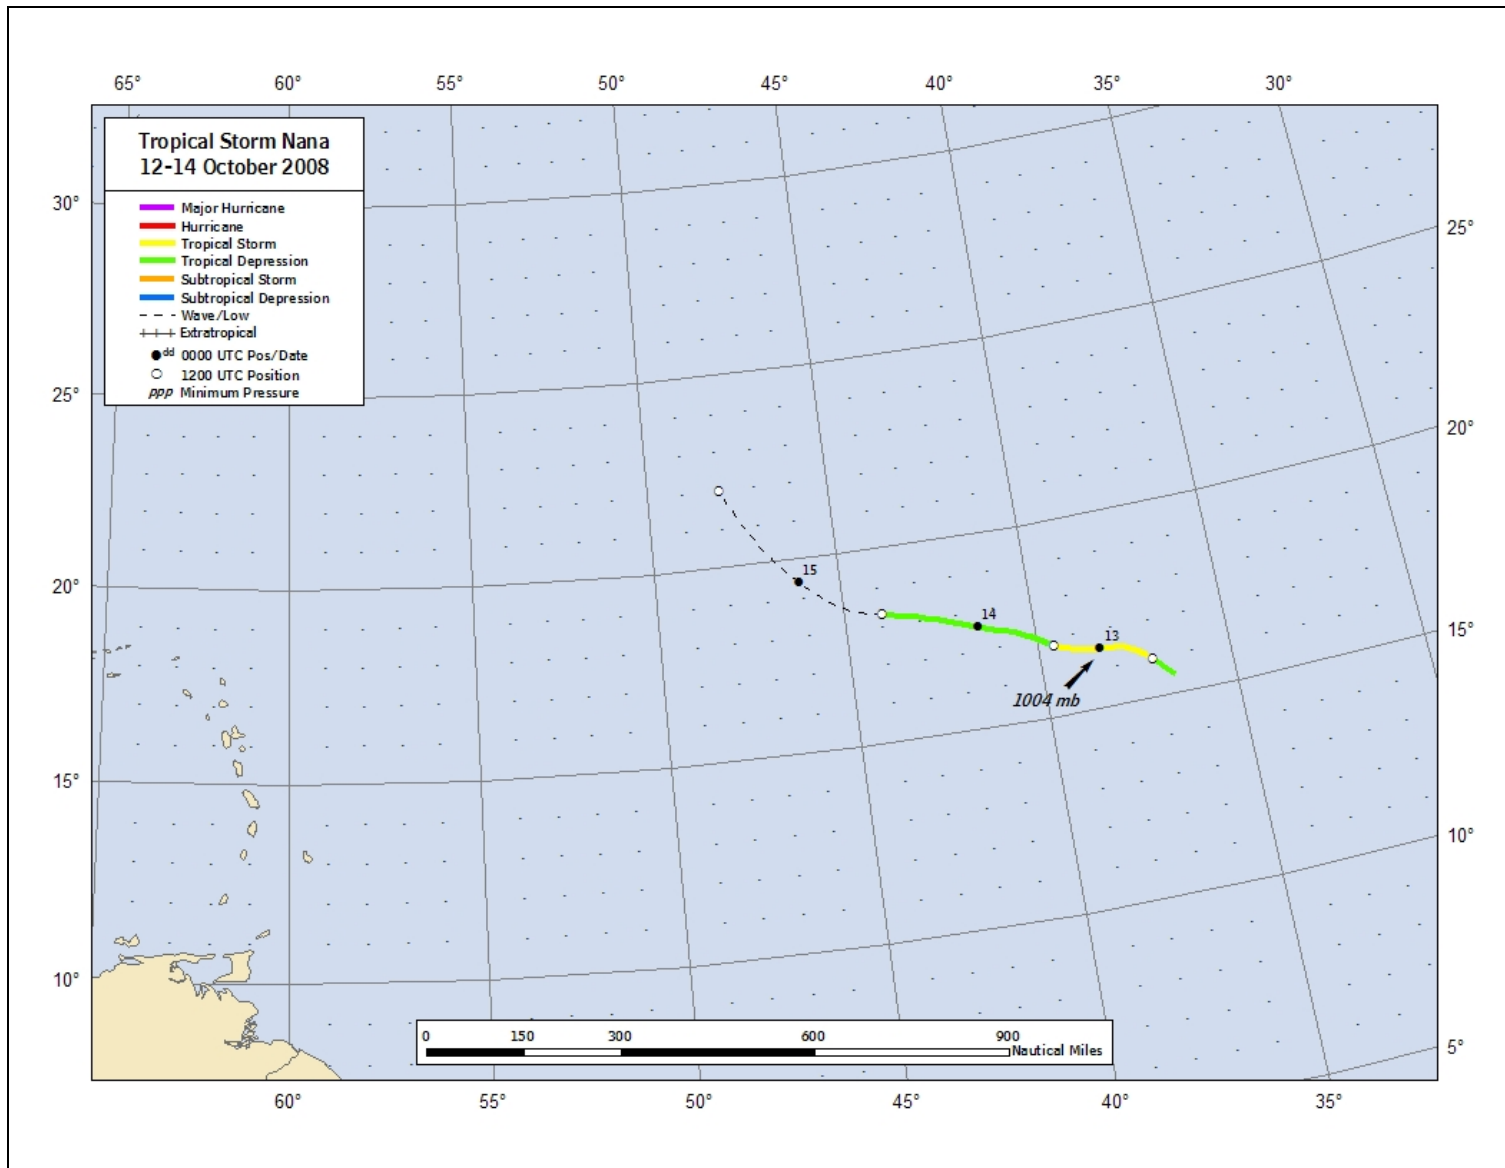 65° 60° 55° 50° 45° 40° 35° 30°
Tropical Storm Nana
12-14 October 2008
Major Hurricane
Hurricane
Tropical Storm
Tropical Depression
Subtropical Storm
Subtropical Depression
Wave/Low
Extratropical
dd 0000 UTC Pos/Date
1200 UTC Position
ppp Minimum Pressure
30°
25°
25°
20°
15
20°
14
13
15°
1004 mb
15°
10°
10°
0 150 300 600 900
Nautical Miles
5°
60° 55° 50° 45° 40° 35°